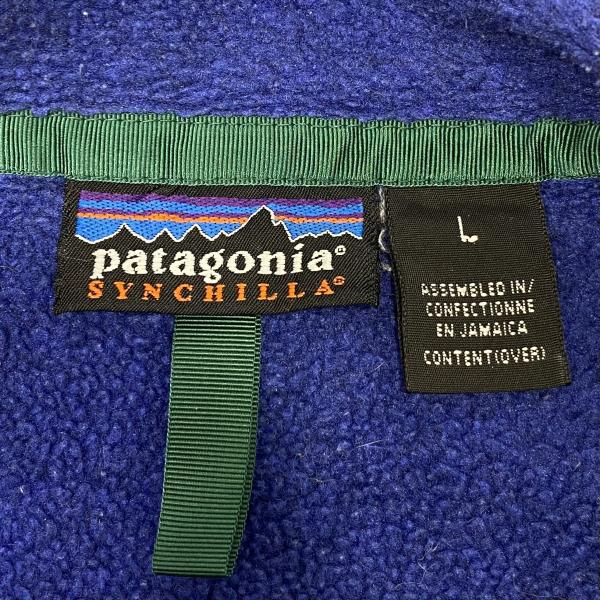 patagonia®
SYNCHILLA®
L
ASSEMBLED IN/
CONFECTIONNE
EN JAMAICA
CONTENT(OVER)